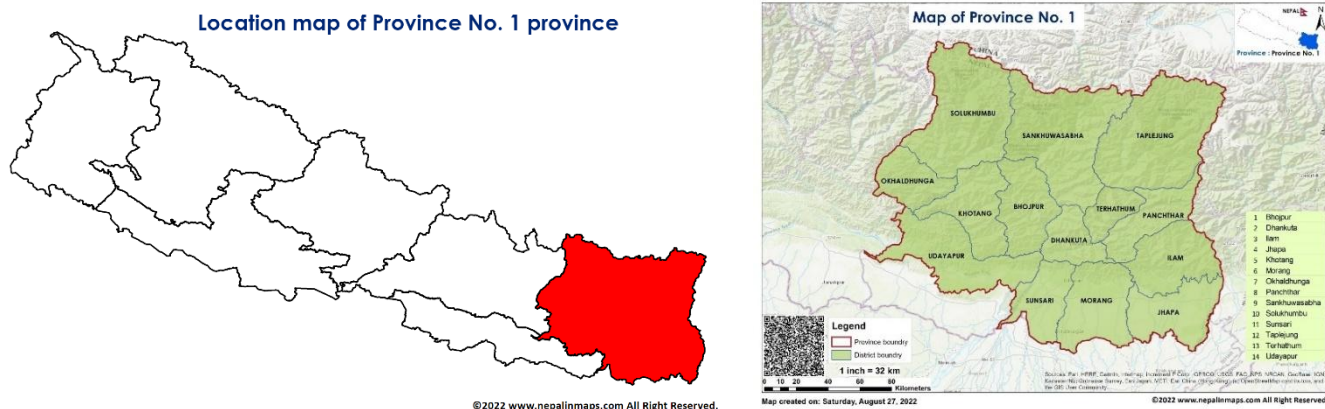 Location map of Province No. 1 province
©2022 www.nepalinmaps.com All Right Reserved.
Map of Province No. 1
NEPAL
N
Province : Province No. 1
CHINA
SOLUKHUMBU
SANKHUWASABHA
TAPLEJUNG
OKHALDHUNGA
KHOTANG
BHOJPUR
TERHATHUM
PANCHTHAR
DHANKUTA
UDAYAPUR
ILAM
SUNSARI
MORANG
JHAPA
1 Bhojpur
2 Dhankuta
3 Ilam
4 Jhapa
5 Khotang
6 Morang
7 Okhaldhunga
8 Panchthar
9 Sankhuwasabha
10 Solukhumbu
11 Sunsari
12 Taplejung
13 Terhathum
14 Udayapur
Legend
Province boundry
District boundry
1 inch = 32 km
0 10 20 40 60 80
Kilometers
Map created on: Saturday, August 27, 2022
©2022 www.nepalinmaps.com All Right Reserved.